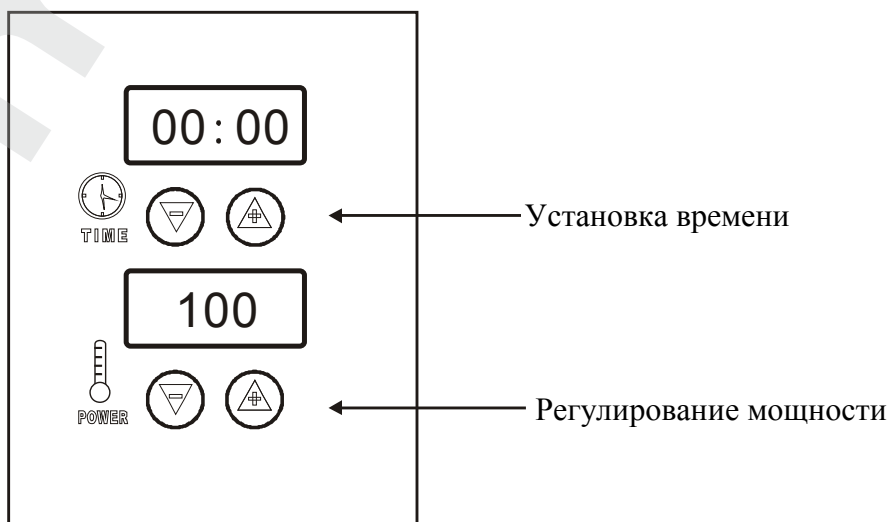 00:00
TIME
Установка времени
100
POWER
Регулирование мощности